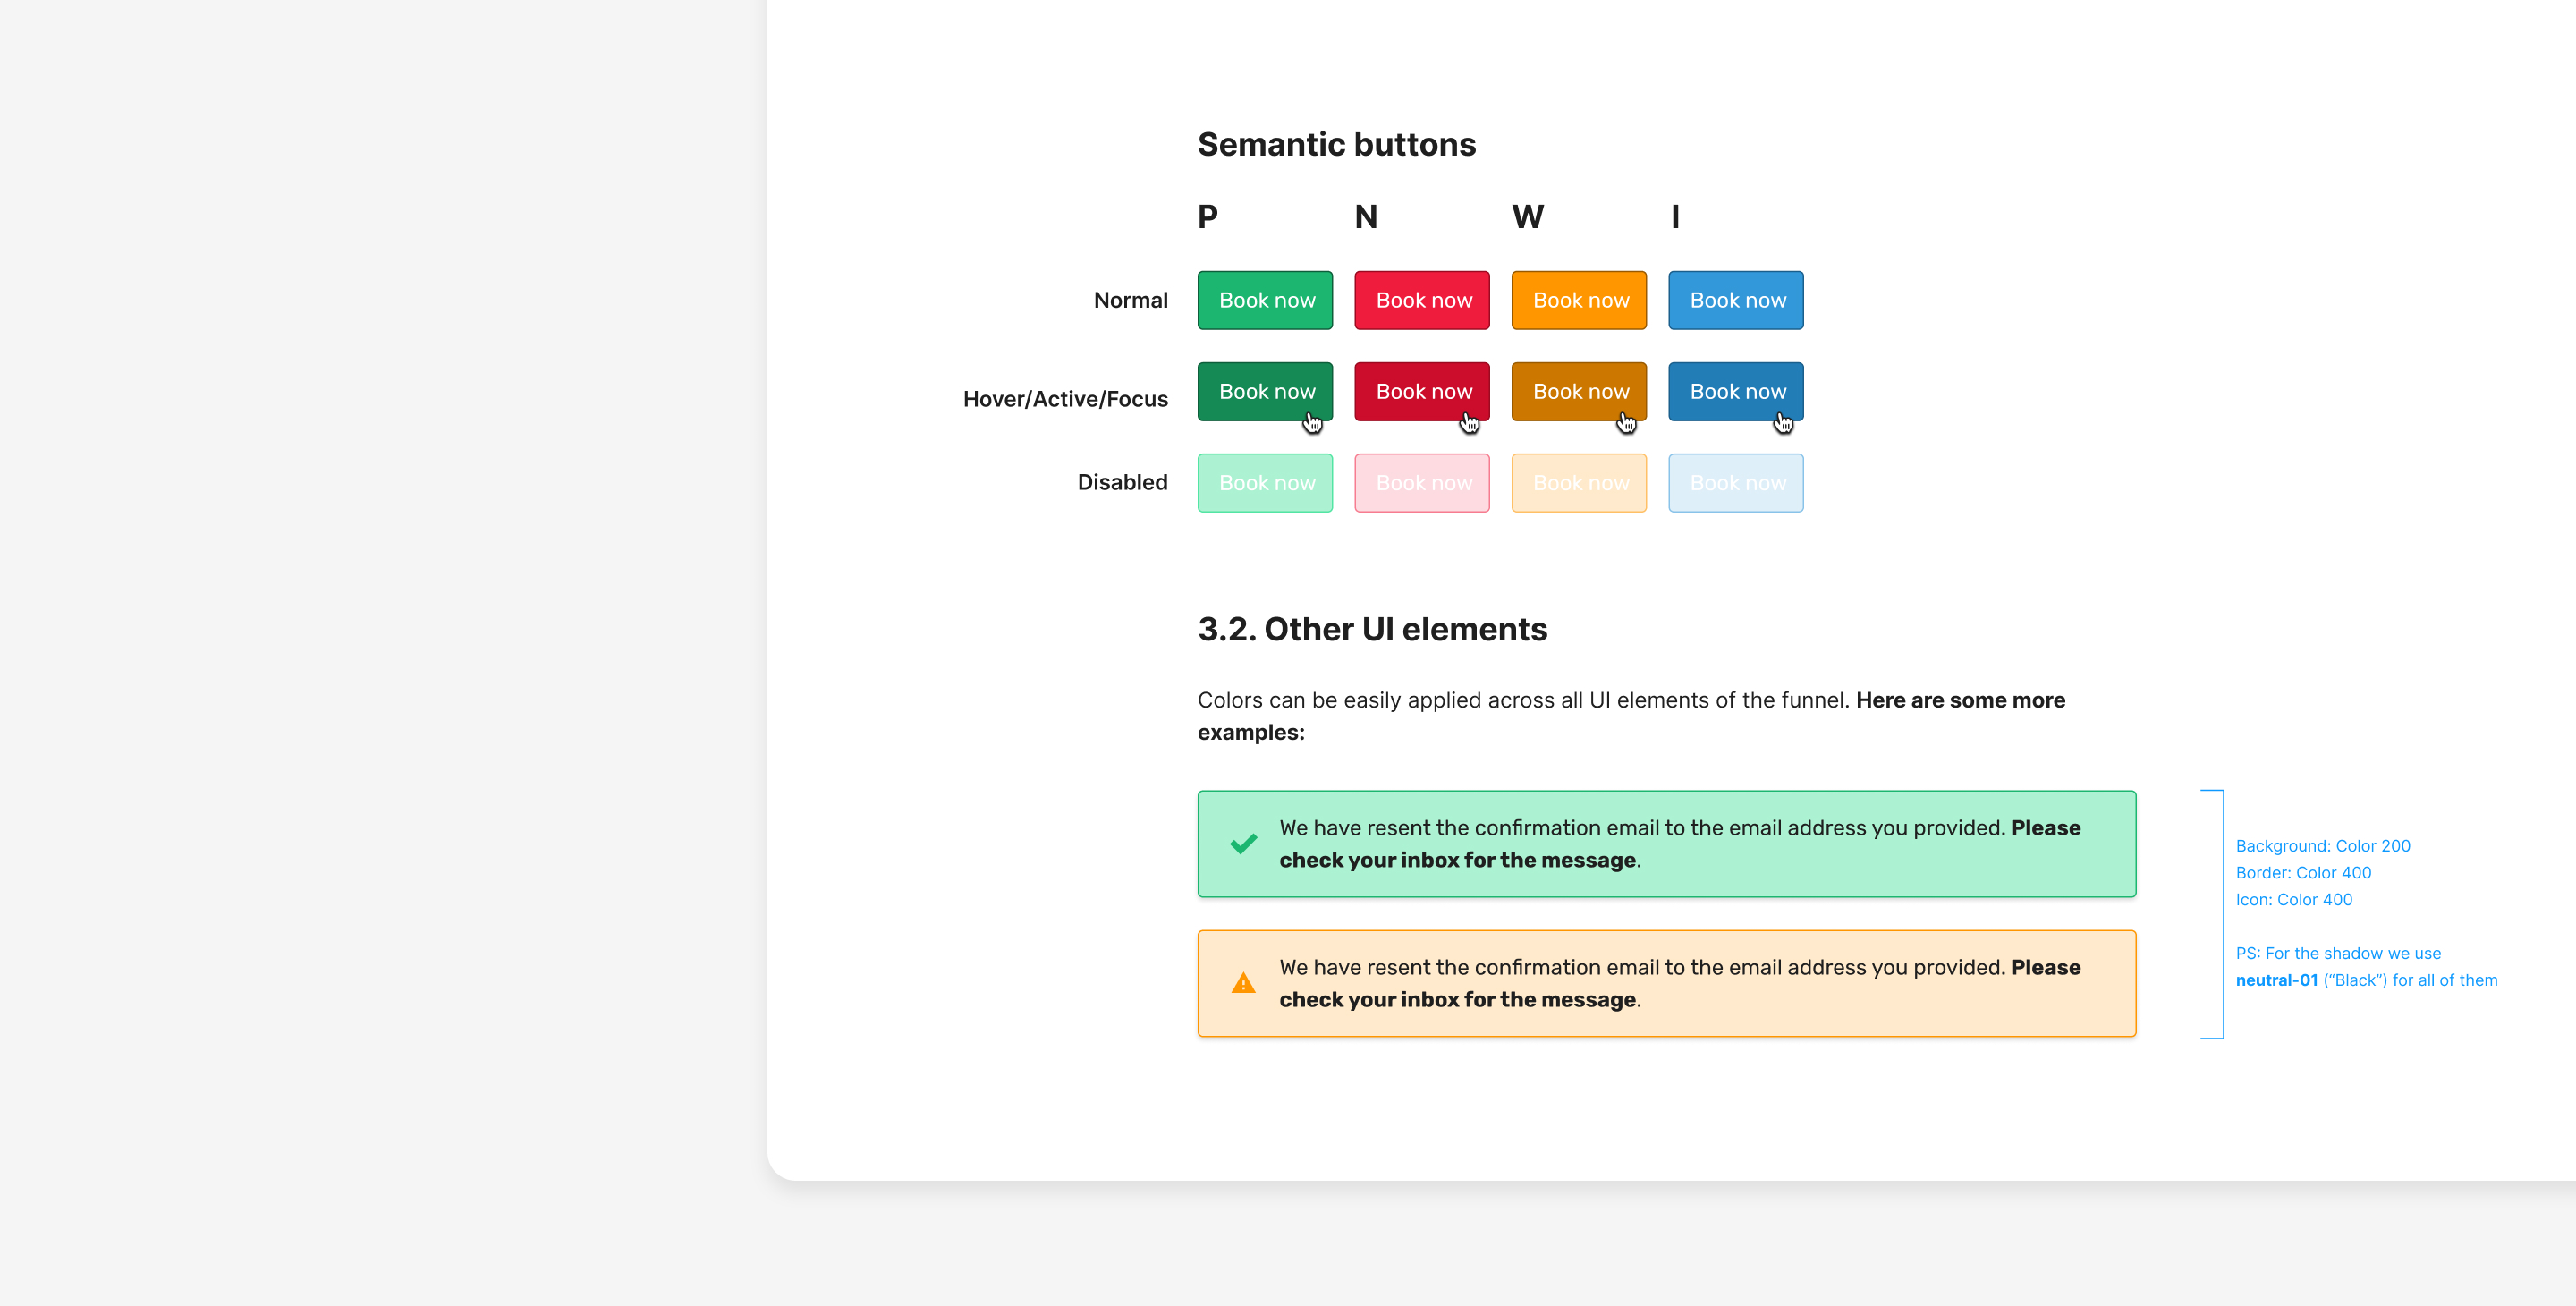 Semantic buttons
P N W I
Normal Book now Book now Book now Book now
Hover/Active/Focus Book now Book now Book now Book now
Disabled Book now Book now Book now Book now
3.2. Other UI elements
Colors can be easily applied across all UI elements of the funnel. Here are some more
examples:
We have resent the confirmation email to the email address you provided. Please
check your inbox for the message.
We have resent the confirmation email to the email address you provided. Please
check your inbox for the message.
Background: Color 200
Border: Color 400
Icon: Color 400
PS: For the shadow we use
neutral-01 (“Black”) for all of them